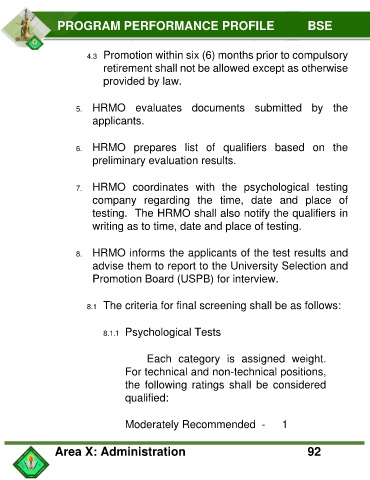 PROGRAM PERFORMANCE PROFILE BSE
4.3 Promotion within six (6) months prior to compulsory
retirement shall not be allowed except as otherwise
provided by law.
5. HRMO evaluates documents submitted by the
applicants.
6. HRMO prepares list of qualifiers based on the
preliminary evaluation results.
7. HRMO coordinates with the psychological testing
company regarding the time, date and place of
testing. The HRMO shall also notify the qualifiers in
writing as to time, date and place of testing.
8. HRMO informs the applicants of the test results and
advise them to report to the University Selection and
Promotion Board (USPB) for interview.
8.1 The criteria for final screening shall be as follows:
8.1.1 Psychological Tests
Each category is assigned weight.
For technical and non-technical positions,
the following ratings shall be considered
qualified:
Moderately Recommended - 1
Area X: Administration 92